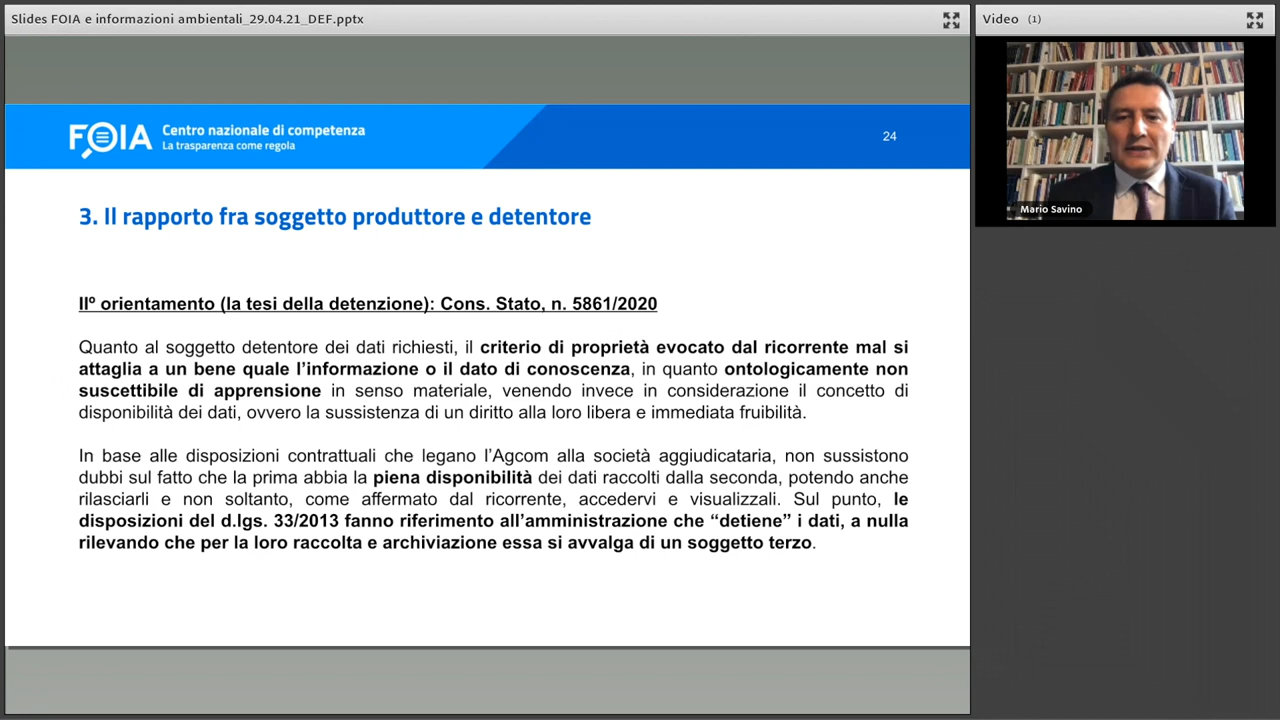 Slides FOIA e informazioni ambientali_29.04.21_DEF.pptx
Video (1)
FOIA
Centro nazionale di competenza
La trasparenza come regola
24
Mario Savino
3. Il rapporto fra soggetto produttore e detentore
IIº orientamento (la tesi della detenzione): Cons. Stato, n. 5861/2020
Quanto al soggetto detentore dei dati richiesti, il criterio di proprietà evocato dal ricorrente mal si
attaglia a un bene quale l’informazione o il dato di conoscenza, in quanto ontologicamente non
suscettibile di apprensione in senso materiale, venendo invece in considerazione il concetto di
disponibilità dei dati, ovvero la sussistenza di un diritto alla loro libera e immediata fruibilità.
In base alle disposizioni contrattuali che legano l’Agcom alla società aggiudicataria, non sussistono
dubbi sul fatto che la prima abbia la piena disponibilità dei dati raccolti dalla seconda, potendo anche
rilasciarli e non soltanto, come affermato dal ricorrente, accedervi e visualizzali. Sul punto, le
disposizioni del d.lgs. 33/2013 fanno riferimento all’amministrazione che “detiene” i dati, a nulla
rilevando che per la loro raccolta e archiviazione essa si avvalga di un soggetto terzo.